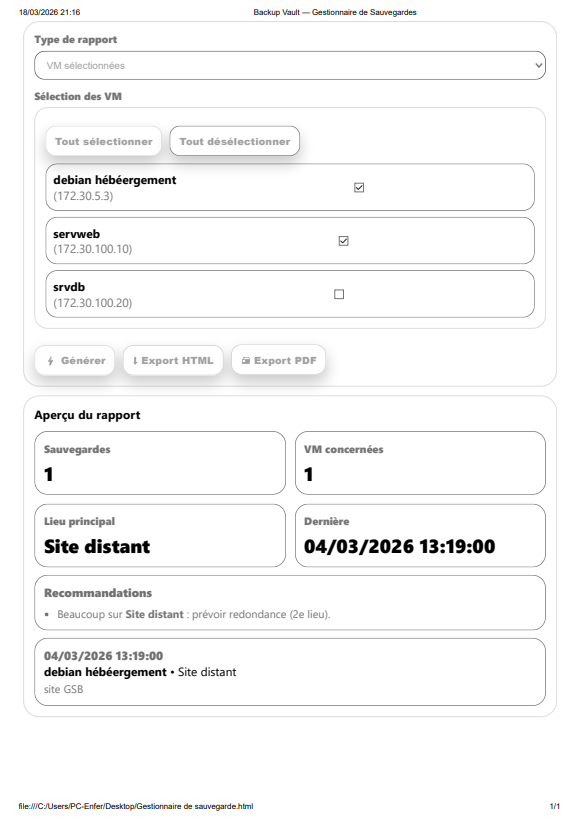 18/03/2026 21:16 Backup Vault — Gestionnaire de Sauvegardes
Type de rapport
VM sélectionnées
Sélection des VM
Tout sélectionner Tout désélectionner
debian hébéergement
(172.30.5.3)
servweb
(172.30.100.10)
srvdb
(172.30.100.20)
Générer Export HTML Export PDF
Aperçu du rapport
Sauvegardes VM concernées
1 1
Lieu principal Dernière
Site distant 04/03/2026 13:19:00
Recommandations
• Beaucoup sur Site distant : prévoir redondance (2e lieu).
04/03/2026 13:19:00
debian hébéergement • Site distant
site GSB
file:///C:/Users/PC-Enfer/Desktop/Gestionnaire de sauvegarde.html 1/1